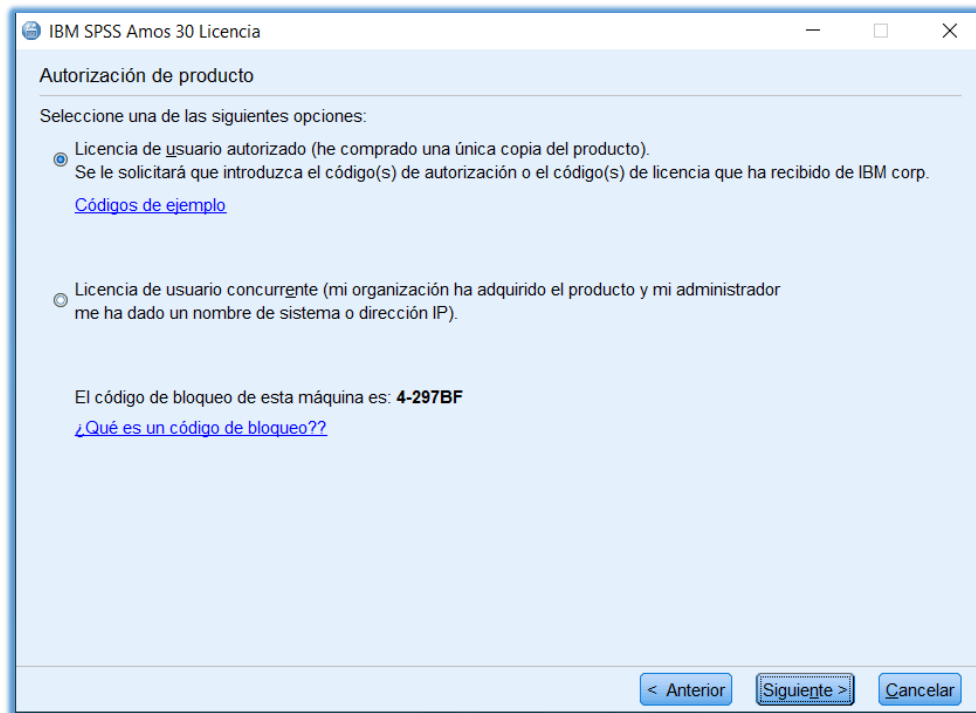 IBM SPSS Amos 30 Licencia
Autorización de producto
Seleccione una de las siguientes opciones:
Licencia de usuario autorizado (he comprado una única copia del producto).
Se le solicitará que introduzca el código(s) de autorización o el código(s) de licencia que ha recibido de IBM corp.
Códigos de ejemplo
Licencia de usuario concurrente (mi organización ha adquirido el producto y mi administrador
me ha dado un nombre de sistema o dirección IP).
El código de bloqueo de esta máquina es: 4-297BF
¿Qué es un código de bloqueo??
< Anterior Siguiente > Cancelar